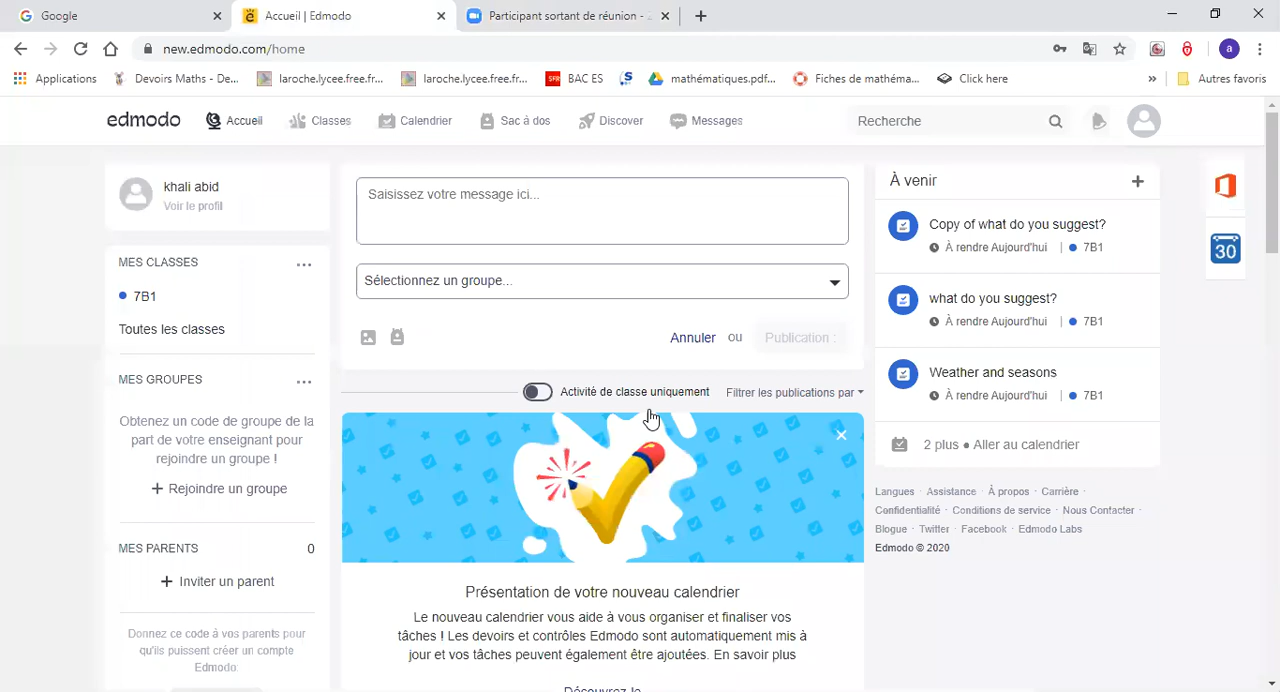 Google
Accueil | Edmodo
Participant sortant de réunion -
new.edmodo.com/home
a
Applications
Devoirs Maths - De...
laroche.lycee.free.fr...
laroche.lycee.free.fr...
SFR BAC ES
mathématiques.pdf...
Fiches de mathéma...
Click here
»
Autres favoris
edmodo
Accueil
Classes
Calendrier
Sac à dos
Discover
Messages
Recherche
khali abid
Voir le profil
MES CLASSES
7B1
Toutes les classes
MES GROUPES
Obtenez un code de groupe de la
part de votre enseignant pour
rejoindre un groupe !
+ Rejoindre un groupe
MES PARENTS 0
+ Inviter un parent
Donnez ce code à vos parents pour
qu'ils puissent créer un compte
Edmodo:
Saisissez votre message ici...
Sélectionnez un groupe...
Annuler ou Publication :
Activité de classe uniquement
Filtrer les publications par
Présentation de votre nouveau calendrier
Le nouveau calendrier vous aide à vous organiser et finaliser vos
tâches ! Les devoirs et contrôles Edmodo sont automatiquement mis à
jour et vos tâches peuvent également être ajoutées. En savoir plus
Découvrez-le
À venir +
Copy of what do you suggest?
À rendre Aujourd'hui | 7B1
what do you suggest?
À rendre Aujourd'hui | 7B1
Weather and seasons
À rendre Aujourd'hui | 7B1
2 plus • Aller au calendrier
Langues · Assistance · À propos · Carrière ·
Confidentialité · Conditions de service · Nous Contacter ·
Blogue · Twitter · Facebook · Edmodo Labs
Edmodo © 2020
30